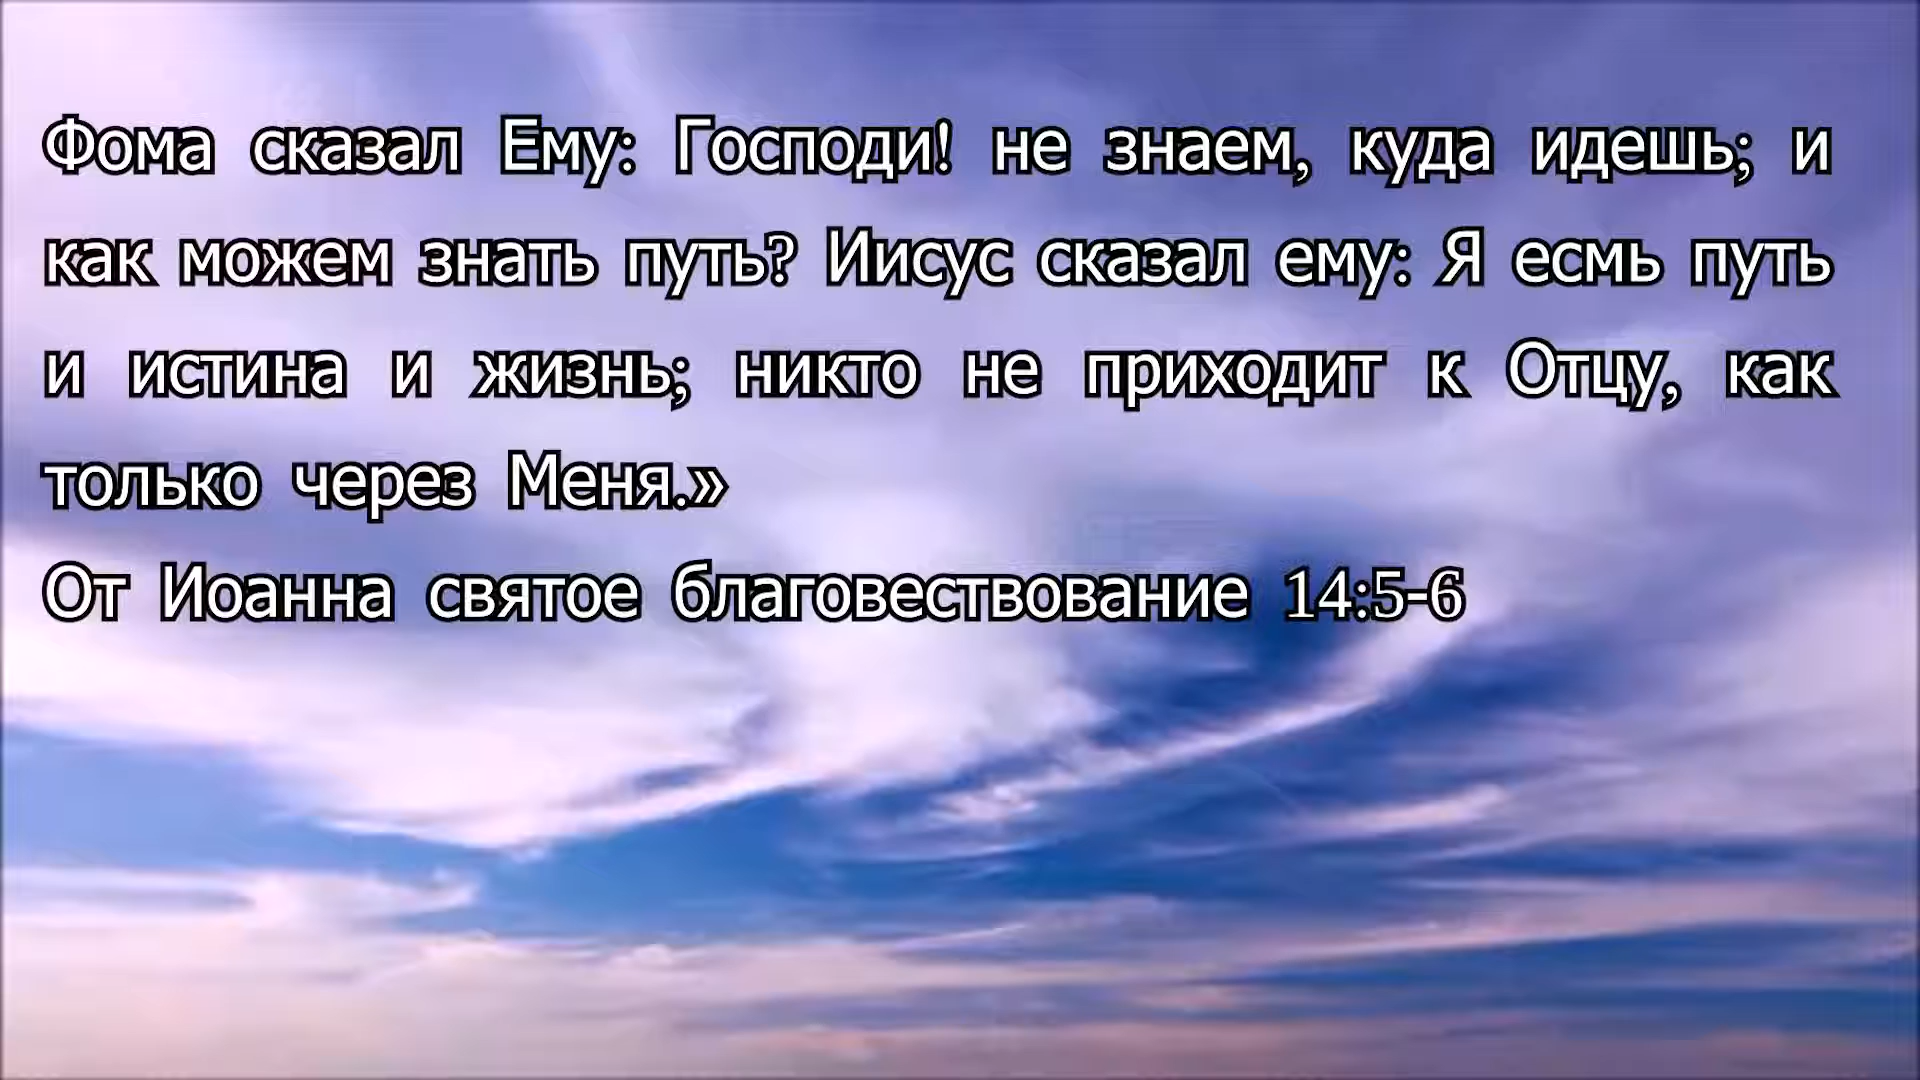 Фома сказал Ему: Господи! не знаем, куда идешь; и
как можем знать путь? Иисус сказал ему: Я есмь путь
и истина и жизнь; никто не приходит к Отцу, как
только через Меня.»
От Иоанна святое благовествование 14:5-6